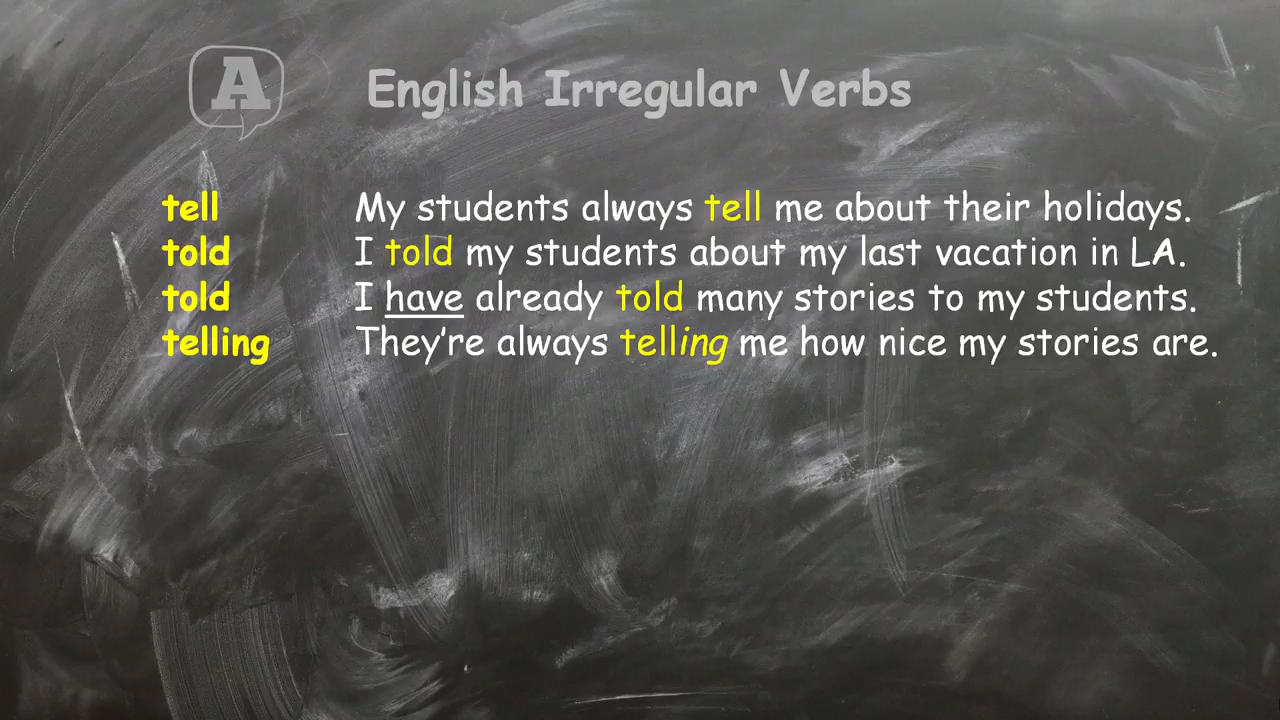 A English Irregular Verbs
tell My students always tell me about their holidays.
told I told my students about my last vacation in LA.
told I have already told many stories to my students.
telling They're always telling me how nice my stories are.